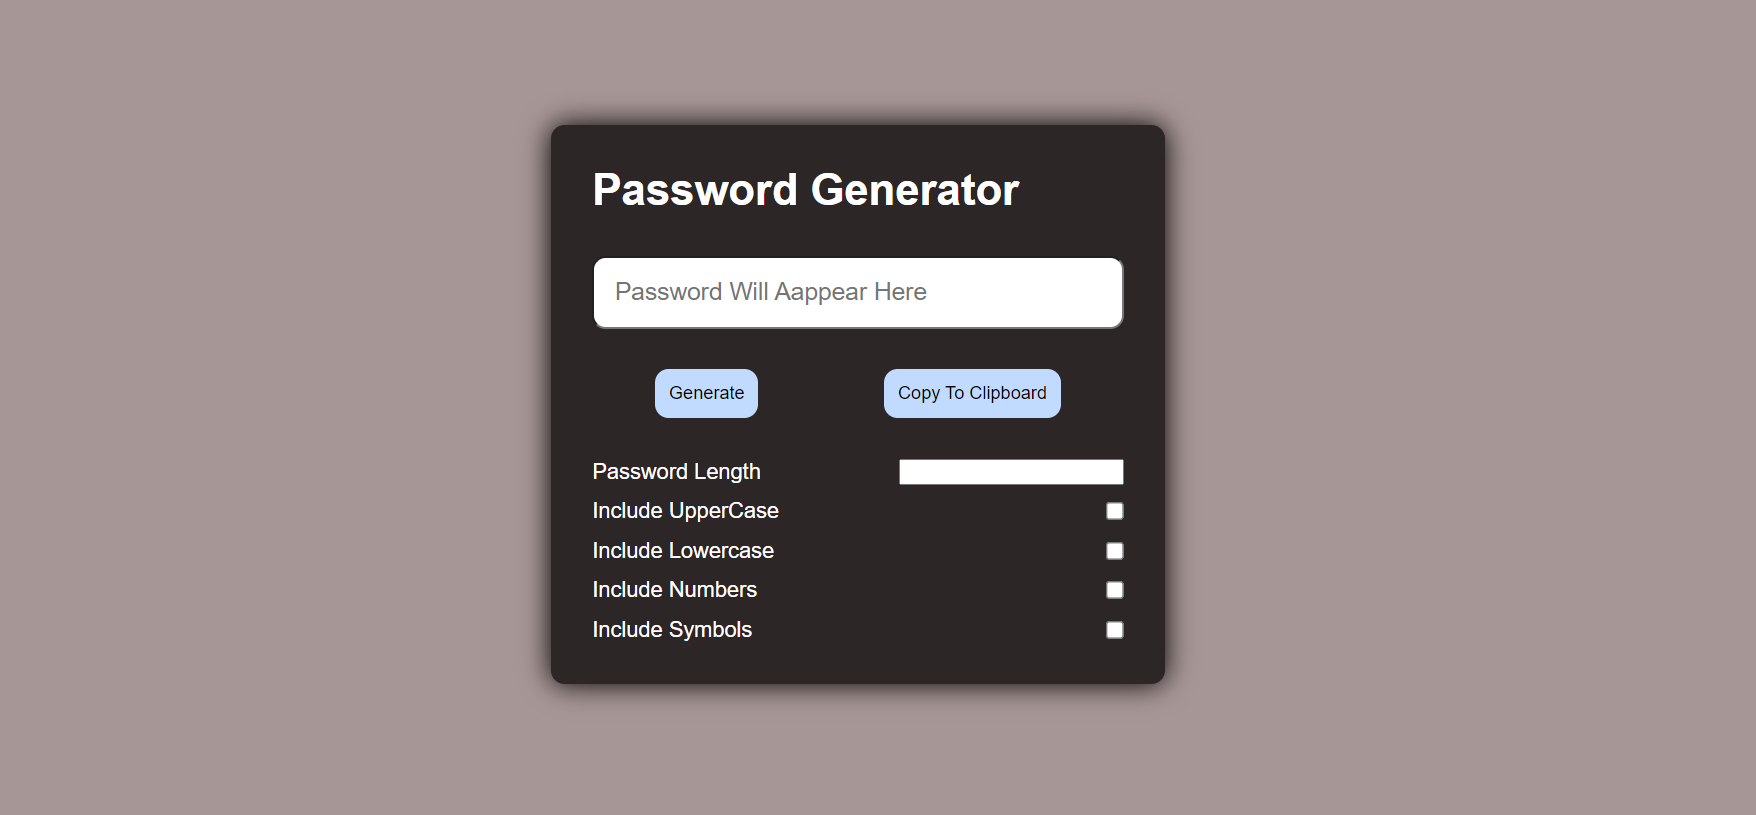 Password Generator
Password Will Aappear Here
Generate
Copy To Clipboard
Password Length
Include UpperCase
Include Lowercase
Include Numbers
Include Symbols